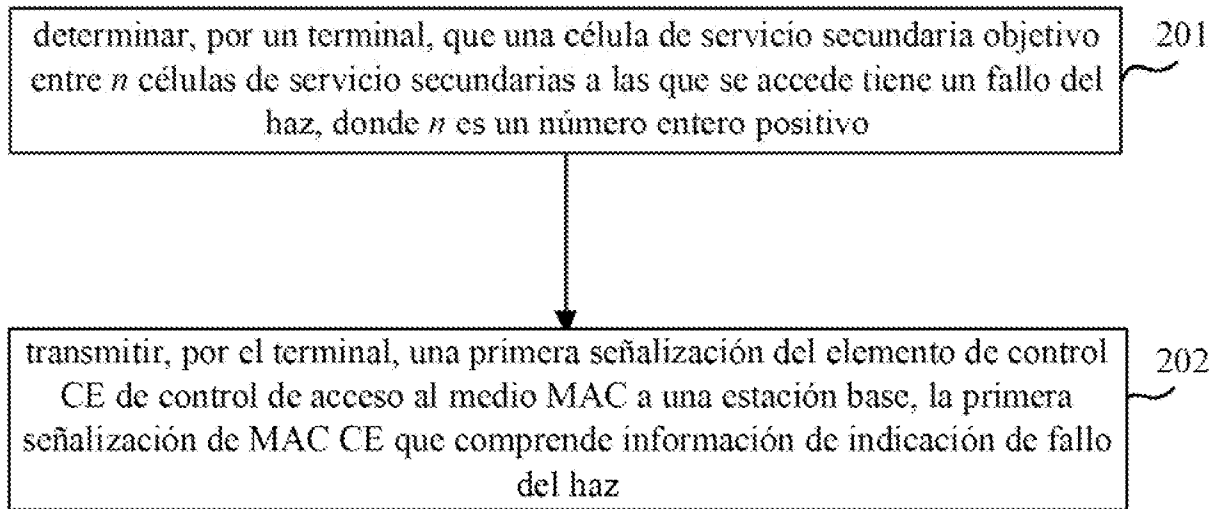 determinar, por un terminal, que una célula de servicio secundaria objetivo
entre n células de servicio secundarias a las que se accede tiene un fallo del
haz, donde n es un número entero positivo
201
transmitir, por el terminal, una primera señalización del elemento de control
CE de control de acceso al medio MAC a una estación base, la primera
señalización de MAC CE que comprende información de indicación de fallo
del haz
202